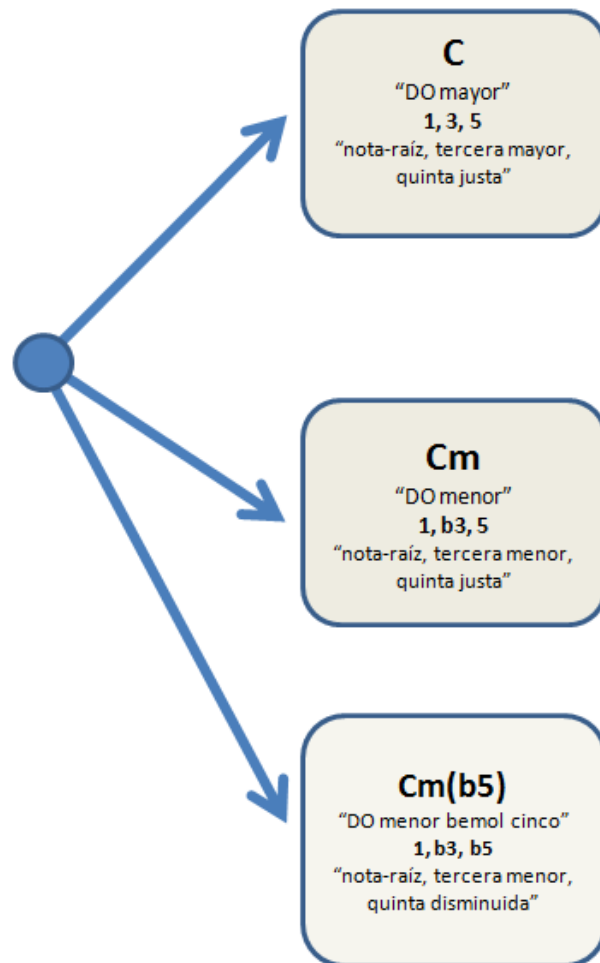 C
“DO mayor”
1, 3, 5
“nota-raíz, tercera mayor,
quinta justa”
Cm
“DO menor”
1, b3, 5
“nota-raíz, tercera menor,
quinta justa”
Cm(b5)
“DO menor bemol cinco”
1, b3, b5
“nota-raíz, tercera menor,
quinta disminuida”